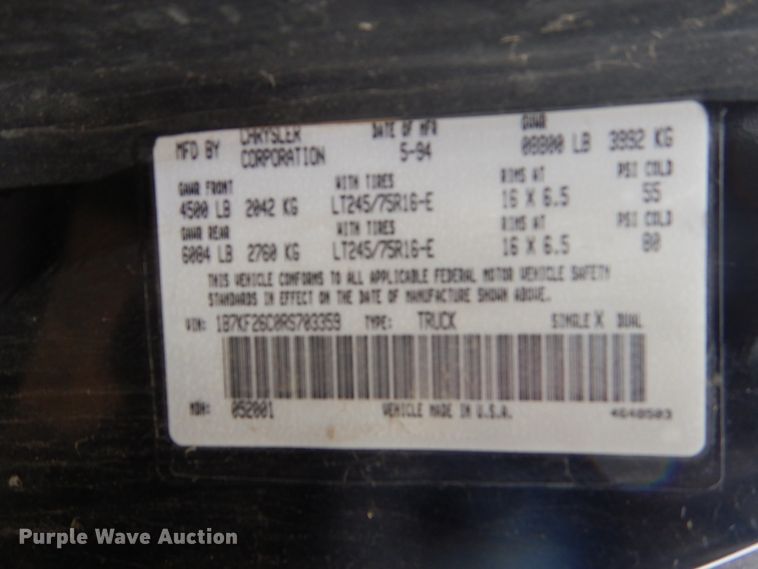 MFD BY CHRYSLER CORPORATION DATE OF MFR 5-94 GVWR 08800 LB 3992 KG
GAWR FRONT WITH TIRES RIMS AT PSI COLD
4500 LB 2042 KG LT245/75R16-E 16 X 6.5 55
GAWR REAR WITH TIRES RIMS AT PSI COLD
6084 LB 2760 KG LT245/75R16-E 16 X 6.5 80
THIS VEHICLE CONFORMS TO ALL APPLICABLE FEDERAL MOTOR VEHICLE SAFETY
STANDARDS IN EFFECT ON THE DATE OF MANUFACTURE SHOWN ABOVE.
VIN: 1B7KF26C0RS703359 TYPE: TRUCK SINGLE X DUAL
MDH: 052001 VEHICLE MADE IN U.S.A. 4648503
Purple Wave Auction